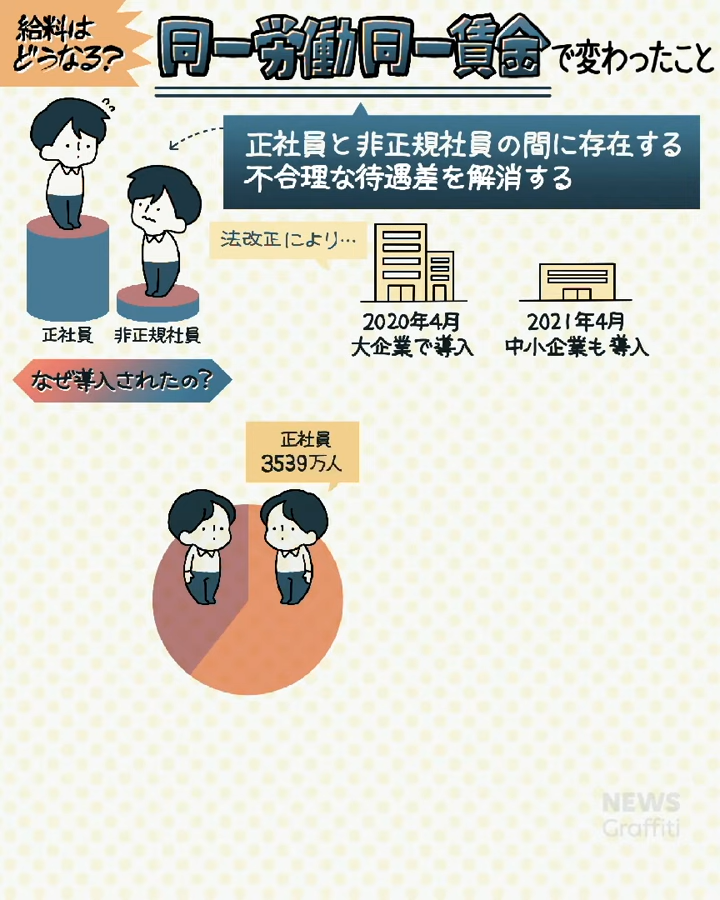 給料は
どうなる?
同一労働同一賃金で変わったこと
正社員と非正規社員の間に存在する
不合理な待遇差を解消する
法改正により…
正社員
非正規社員
2020年4月
大企業で導入
2021年4月
中小企業も導入
なぜ導入されたの?
正社員
3539万人
NEWS
Graffiti